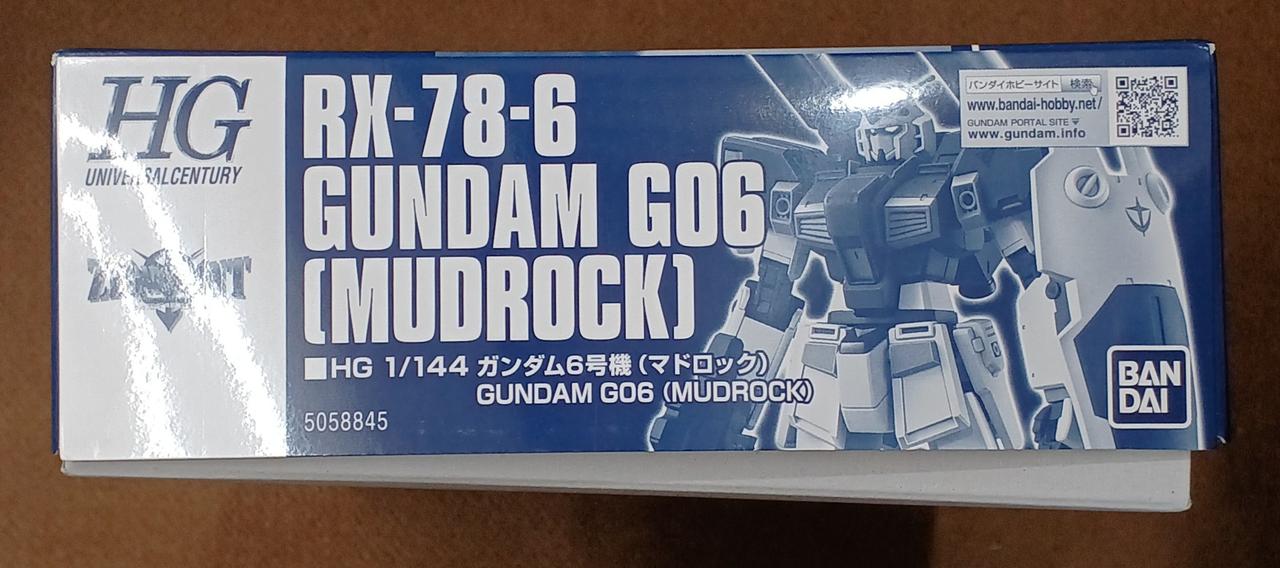 HG
UNIVERSALCENTURY
RX-78-6
GUNDAM G06
[MUDROCK]
■HG 1/144 ガンダム6号機(マドロック)
GUNDAM G06 (MUDROCK)
5058845
バンダイホビーサイト 検索
www.bandai-hobby.net/
GUNDAM PORTAL SITE
www.gundam.info
BAN
DAI